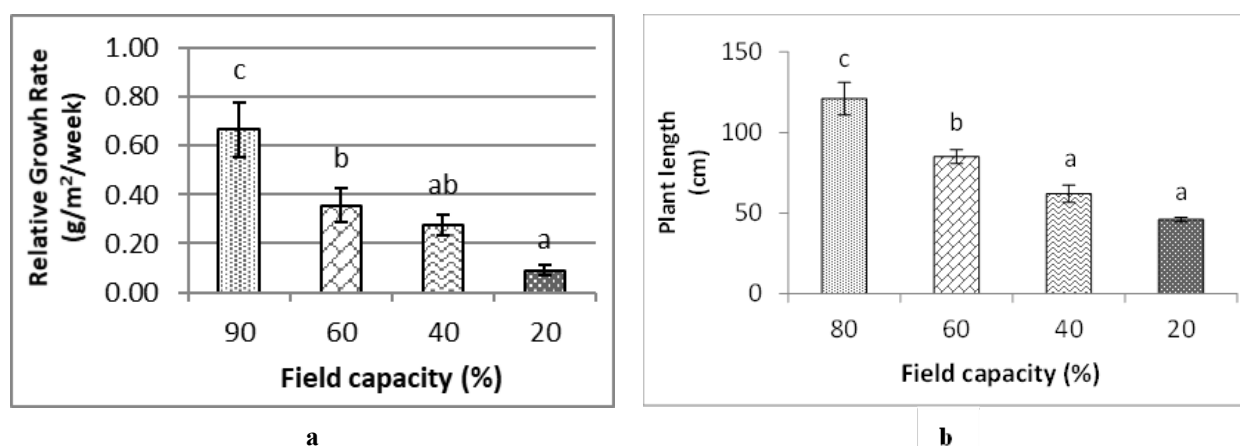 1.00
0.80
0.60
0.40
0.20
0.00
Relative Growh Rate
(g/m²/week)
c
b
ab
a
90 60 40 20
Field capacity (%)
a
150
100
50
0
Plant length
(cm)
c
b
a
a
80 60 40 20
Field capacity (%)
b